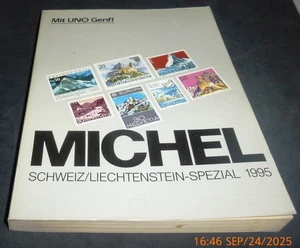 Mit UNO Genf!
MICHEL
SCHWEIZ/LIECHTENSTEIN-SPEZIAL 1995
16:46 SEP/24/2025